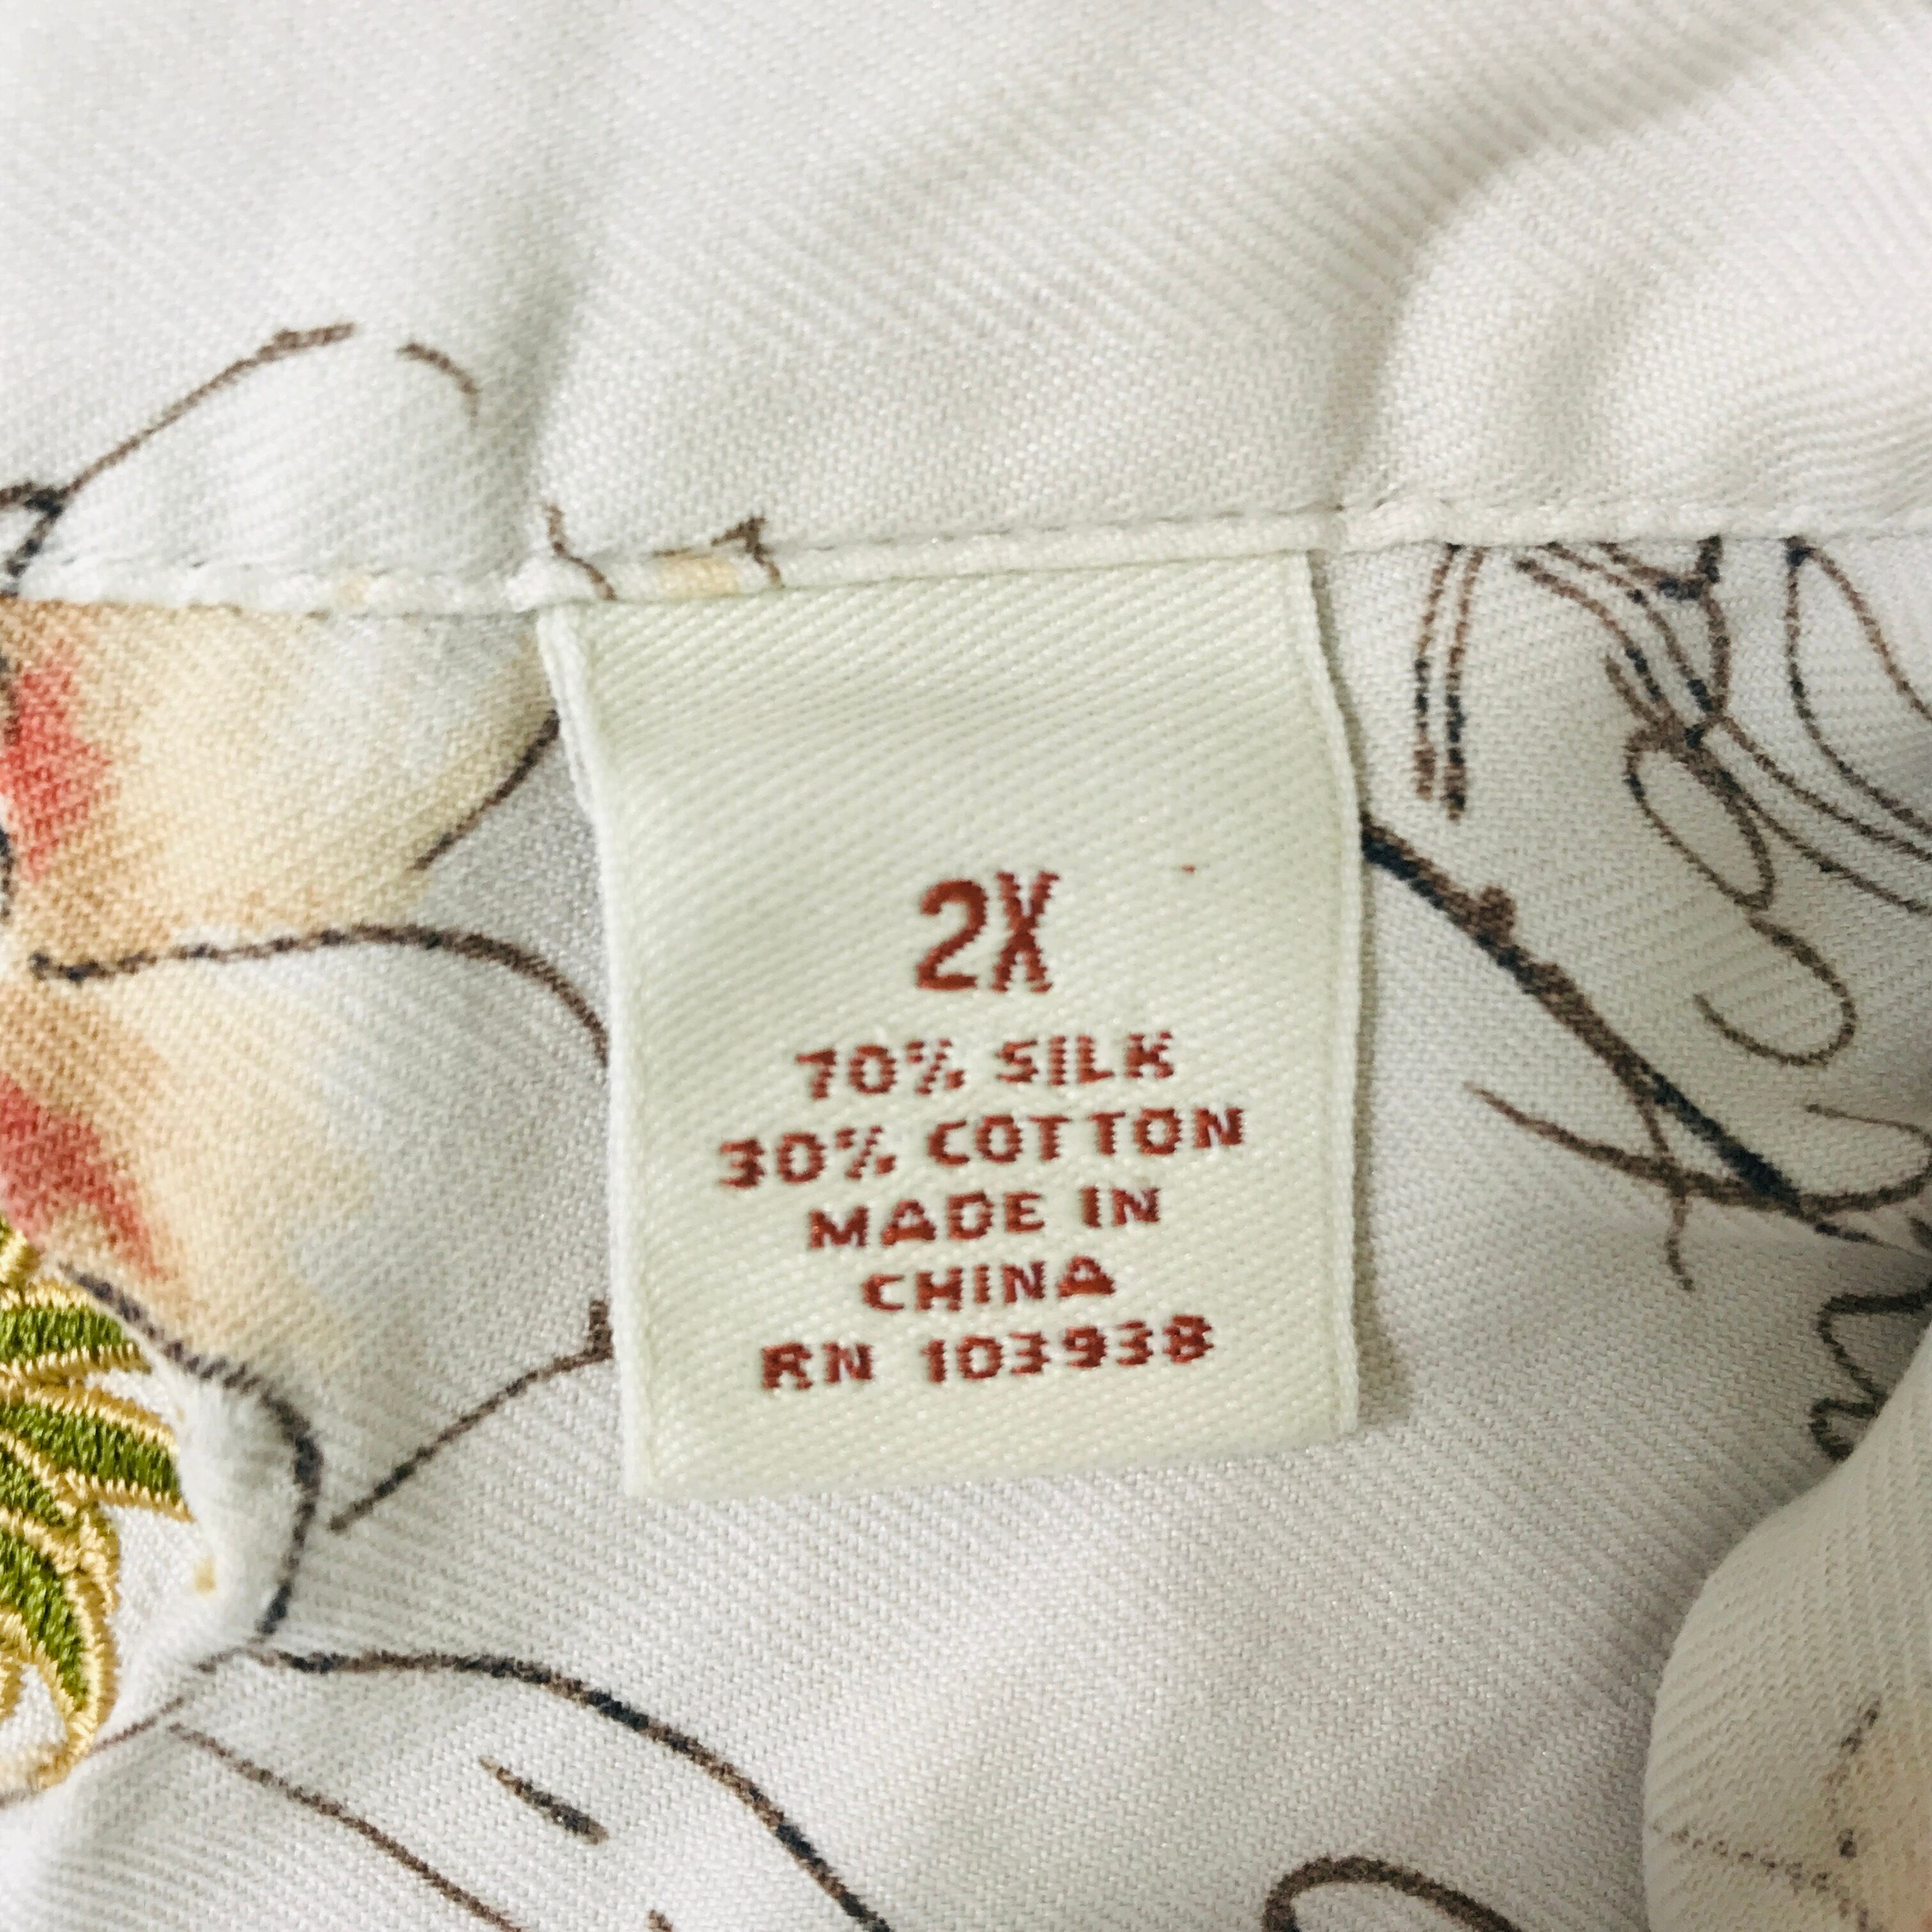 2X
70% SILK
30% COTTON
MADE IN
CHINA
RN 103938